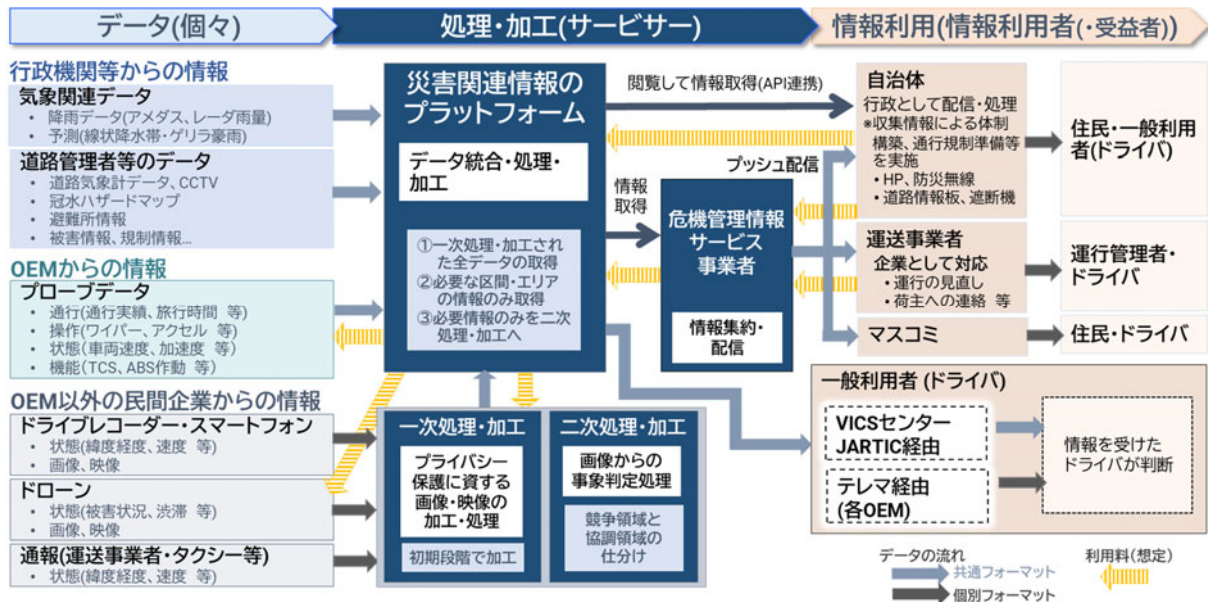 データ(個々)
処理・加工(サービサー)
情報利用(情報利用者(・受益者))
行政機関等からの情報
気象関連データ
• 降雨データ(アメダス、レーダ雨量)
• 予測(線状降水帯・ゲリラ豪雨)
道路管理者等のデータ
• 道路気象計データ、CCTV
• 冠水ハザードマップ
• 避難所情報
• 被害情報、規制情報…
OEMからの情報
プローブデータ
• 通行(通行実績、旅行時間 等)
• 操作(ワイパー、アクセル 等)
• 状態(車両速度、加速度 等)
• 機能(TCS、ABS作動 等)
OEM以外の民間企業からの情報
ドライブレコーダー・スマートフォン
• 状態(緯度経度、速度 等)
• 画像、映像
ドローン
• 状態(被害状況、渋滞 等)
• 画像、映像
通報(運送事業者・タクシー等)
• 状態(緯度経度、速度 等)
災害関連情報の
プラットフォーム
データ統合・処理・
加工
①一次処理・加工され
た全データの取得
②必要な区間・エリア
の情報のみ取得
③必要情報のみを二次
処理・加工へ
一次処理・加工
プライバシー
保護に資する
画像・映像の
加工・処理
初期段階で加工
二次処理・加工
画像からの
事象判定処理
競争領域と
協調領域の
仕分け
閲覧して情報取得(API連携)
情報
取得
プッシュ配信
危機管理情報
サービス
事業者
情報集約・
配信
自治体
行政として配信・処理
※収集情報による体制
構築、通行規制準備等
を実施
• HP、防災無線
• 道路情報板、遮断機
住民・一般利用
者(ドライバ)
運送事業者
企業として対応
• 運行の見直し
• 荷主への連絡 等
運行管理者・
ドライバ
マスコミ
住民・ドライバ
一般利用者 (ドライバ)
VICSセンター
JARTIC経由
テレマ経由
(各OEM)
情報を受けた
ドライバが判断
データの流れ
共通フォーマット
個別フォーマット
利用料(想定)